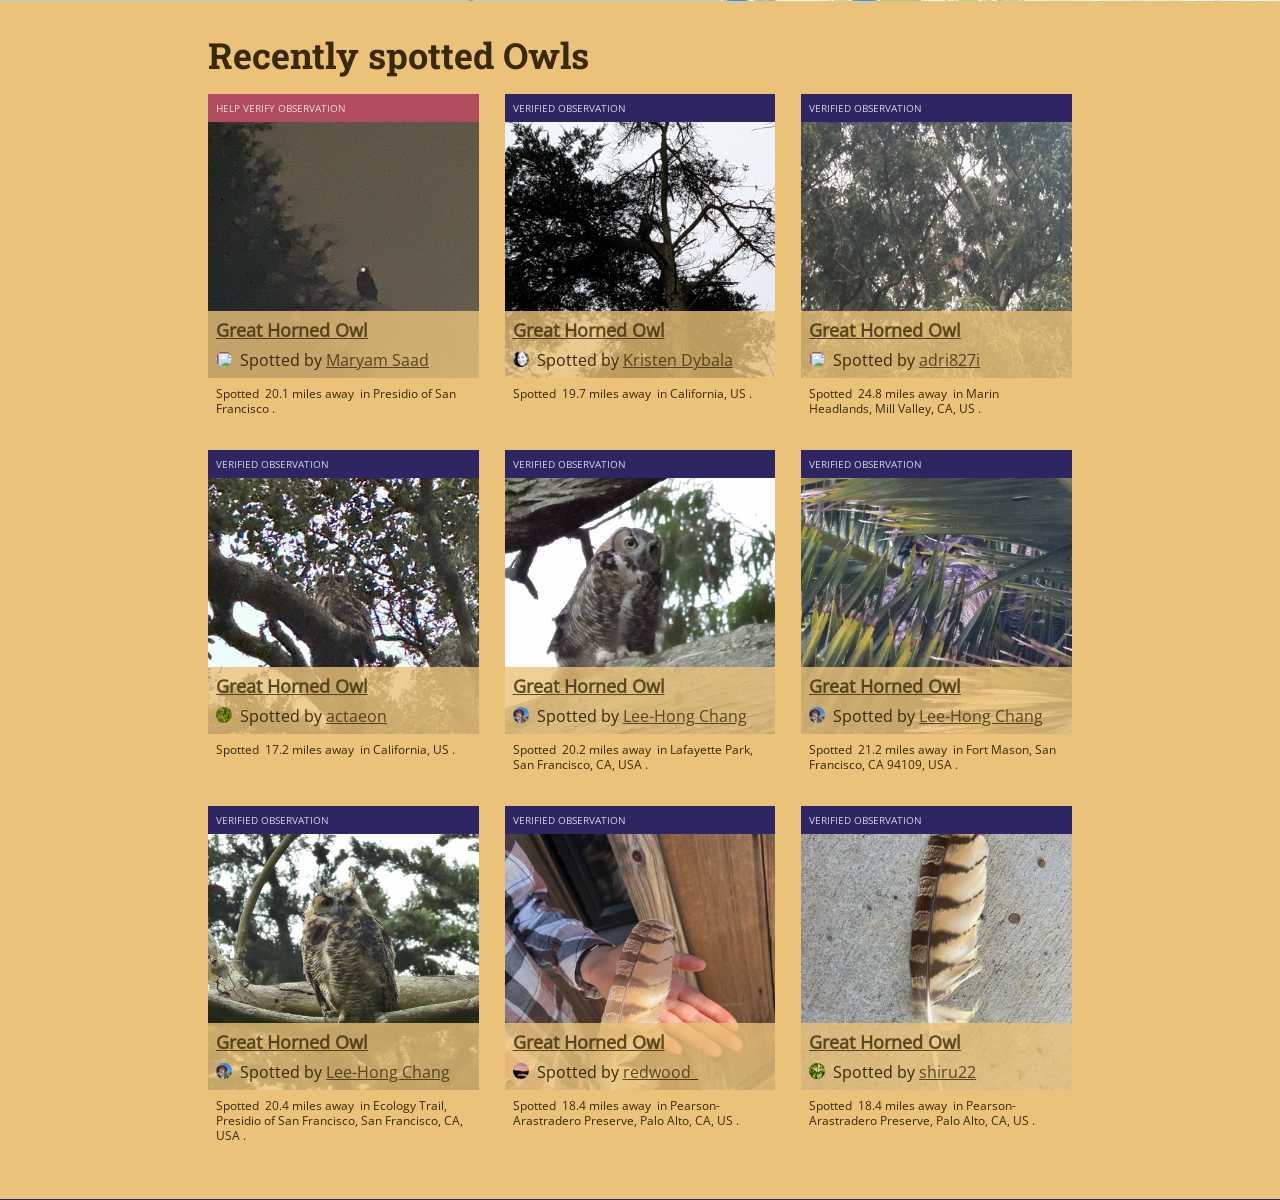 Recently spotted Owls
HELP VERIFY OBSERVATION
Great Horned Owl
Spotted by Maryam Saad
Spotted 20.1 miles away in Presidio of San
Francisco .
VERIFIED OBSERVATION
Great Horned Owl
Spotted by Kristen Dybala
Spotted 19.7 miles away in California, US .
VERIFIED OBSERVATION
Great Horned Owl
Spotted by adri827i
Spotted 24.8 miles away in Marin
Headlands, Mill Valley, CA, US .
VERIFIED OBSERVATION
Great Horned Owl
Spotted by actaeon
Spotted 17.2 miles away in California, US .
VERIFIED OBSERVATION
Great Horned Owl
Spotted by Lee-Hong Chang
Spotted 20.2 miles away in Lafayette Park,
San Francisco, CA, USA .
VERIFIED OBSERVATION
Great Horned Owl
Spotted by Lee-Hong Chang
Spotted 21.2 miles away in Fort Mason, San
Francisco, CA 94109, USA .
VERIFIED OBSERVATION
Great Horned Owl
Spotted by Lee-Hong Chang
Spotted 20.4 miles away in Ecology Trail,
Presidio of San Francisco, San Francisco, CA,
USA .
VERIFIED OBSERVATION
Great Horned Owl
Spotted by redwood_
Spotted 18.4 miles away in Pearson-
Arastradero Preserve, Palo Alto, CA, US .
VERIFIED OBSERVATION
Great Horned Owl
Spotted by shiru22
Spotted 18.4 miles away in Pearson-
Arastradero Preserve, Palo Alto, CA, US .